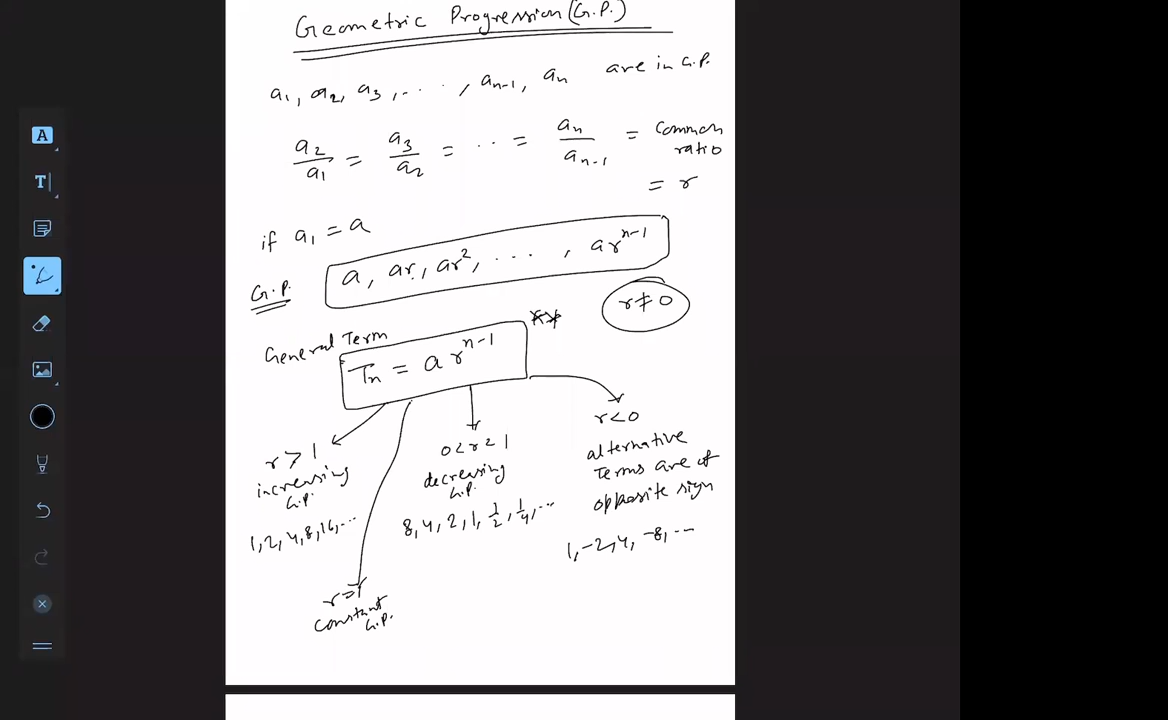 Geometric Progression (G.P.)
a₁, a₂, a₃, ...., aₙ₋₁, aₙ are in G.P.
a₂/a₁ = a₃/a₂ = ... = aₙ/aₙ₋₁ = common ratio
= r
if a₁ = a
G.P. a, ar, ar², ...., arⁿ⁻¹
r ≠ 0
General Term
Tₙ = a rⁿ⁻¹ **
r > 1
increasing
G.P.
1, 2, 4, 8, 16, ...
r = 1
constant
G.P.
0 < r < 1
decreasing
G.P.
8, 4, 2, 1, 1/2, 1/4, ...
r < 0
alternative
Terms are of
opposite sign
1, -2, 4, -8, ...
A
T